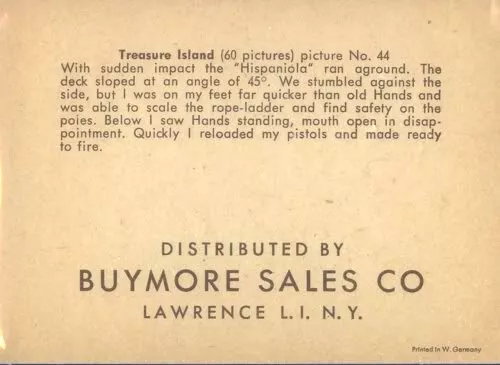 Treasure Island (60 pictures) picture No. 44
With sudden impact the "Hispaniola" ran aground. The
deck sloped at an angle of 45°. We stumbled against the
side, but I was on my feet far quicker than old Hands and
was able to scale the rope-ladder and find safety on the
poies. Below I saw Hands standing, mouth open in disap-
pointment. Quickly I reloaded my pistols and made ready
to fire.
DISTRIBUTED BY
BUYMORE SALES CO
LAWRENCE L. I. N. Y.
Printed in W. Germany